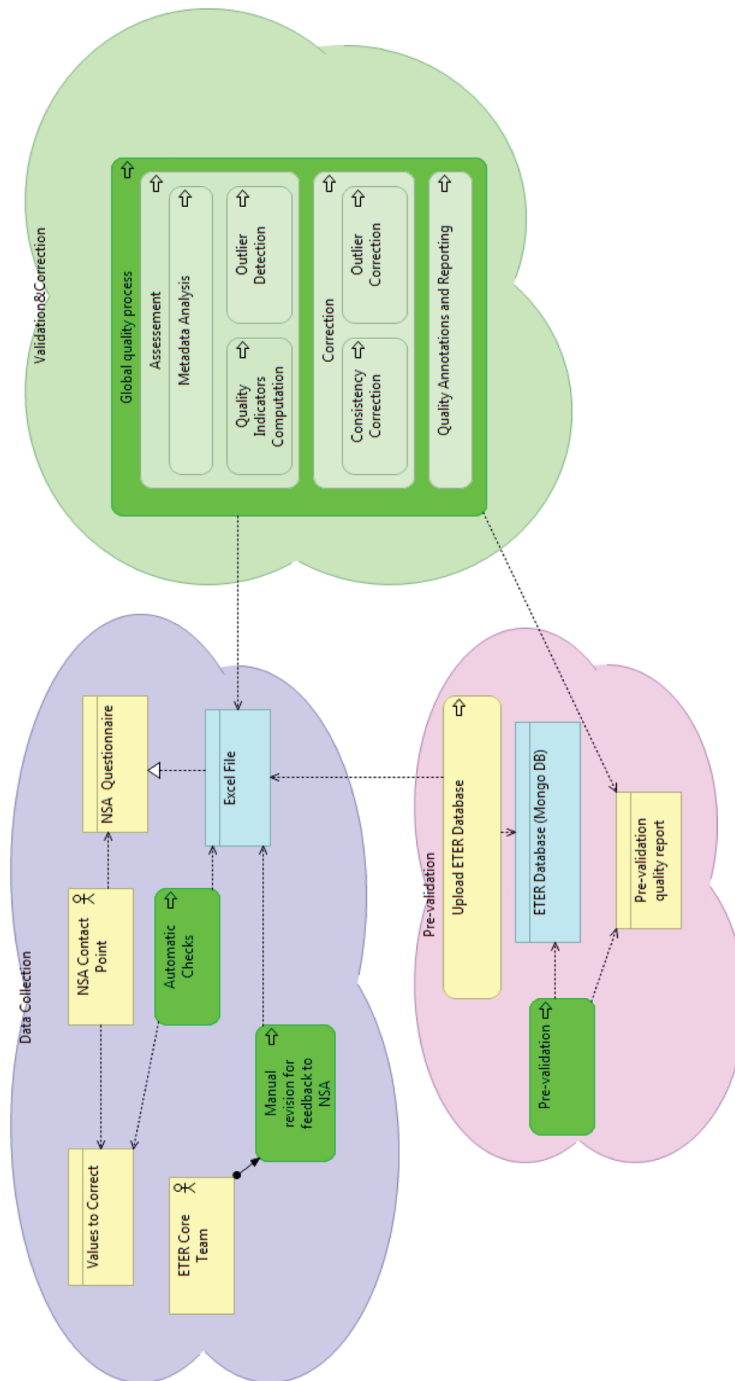 Data Collection
Values to Correct
NSA Contact
Point
NSA  Questionnaire
ETER Core
Team
Automatic
Checks
Excel File
Manual
revision for
feedback to
NSA
Validation&Correction
Global quality process
Assessement
Metadata Analysis
Quality
Indicators
Computation
Outlier
Detection
Correction
Consistency
Correction
Outlier
Correction
Quality Annotations and Reporting
Pre-validation
Upload ETER Database
Pre-validation
ETER Database (Mongo DB)
Pre-validation
quality report